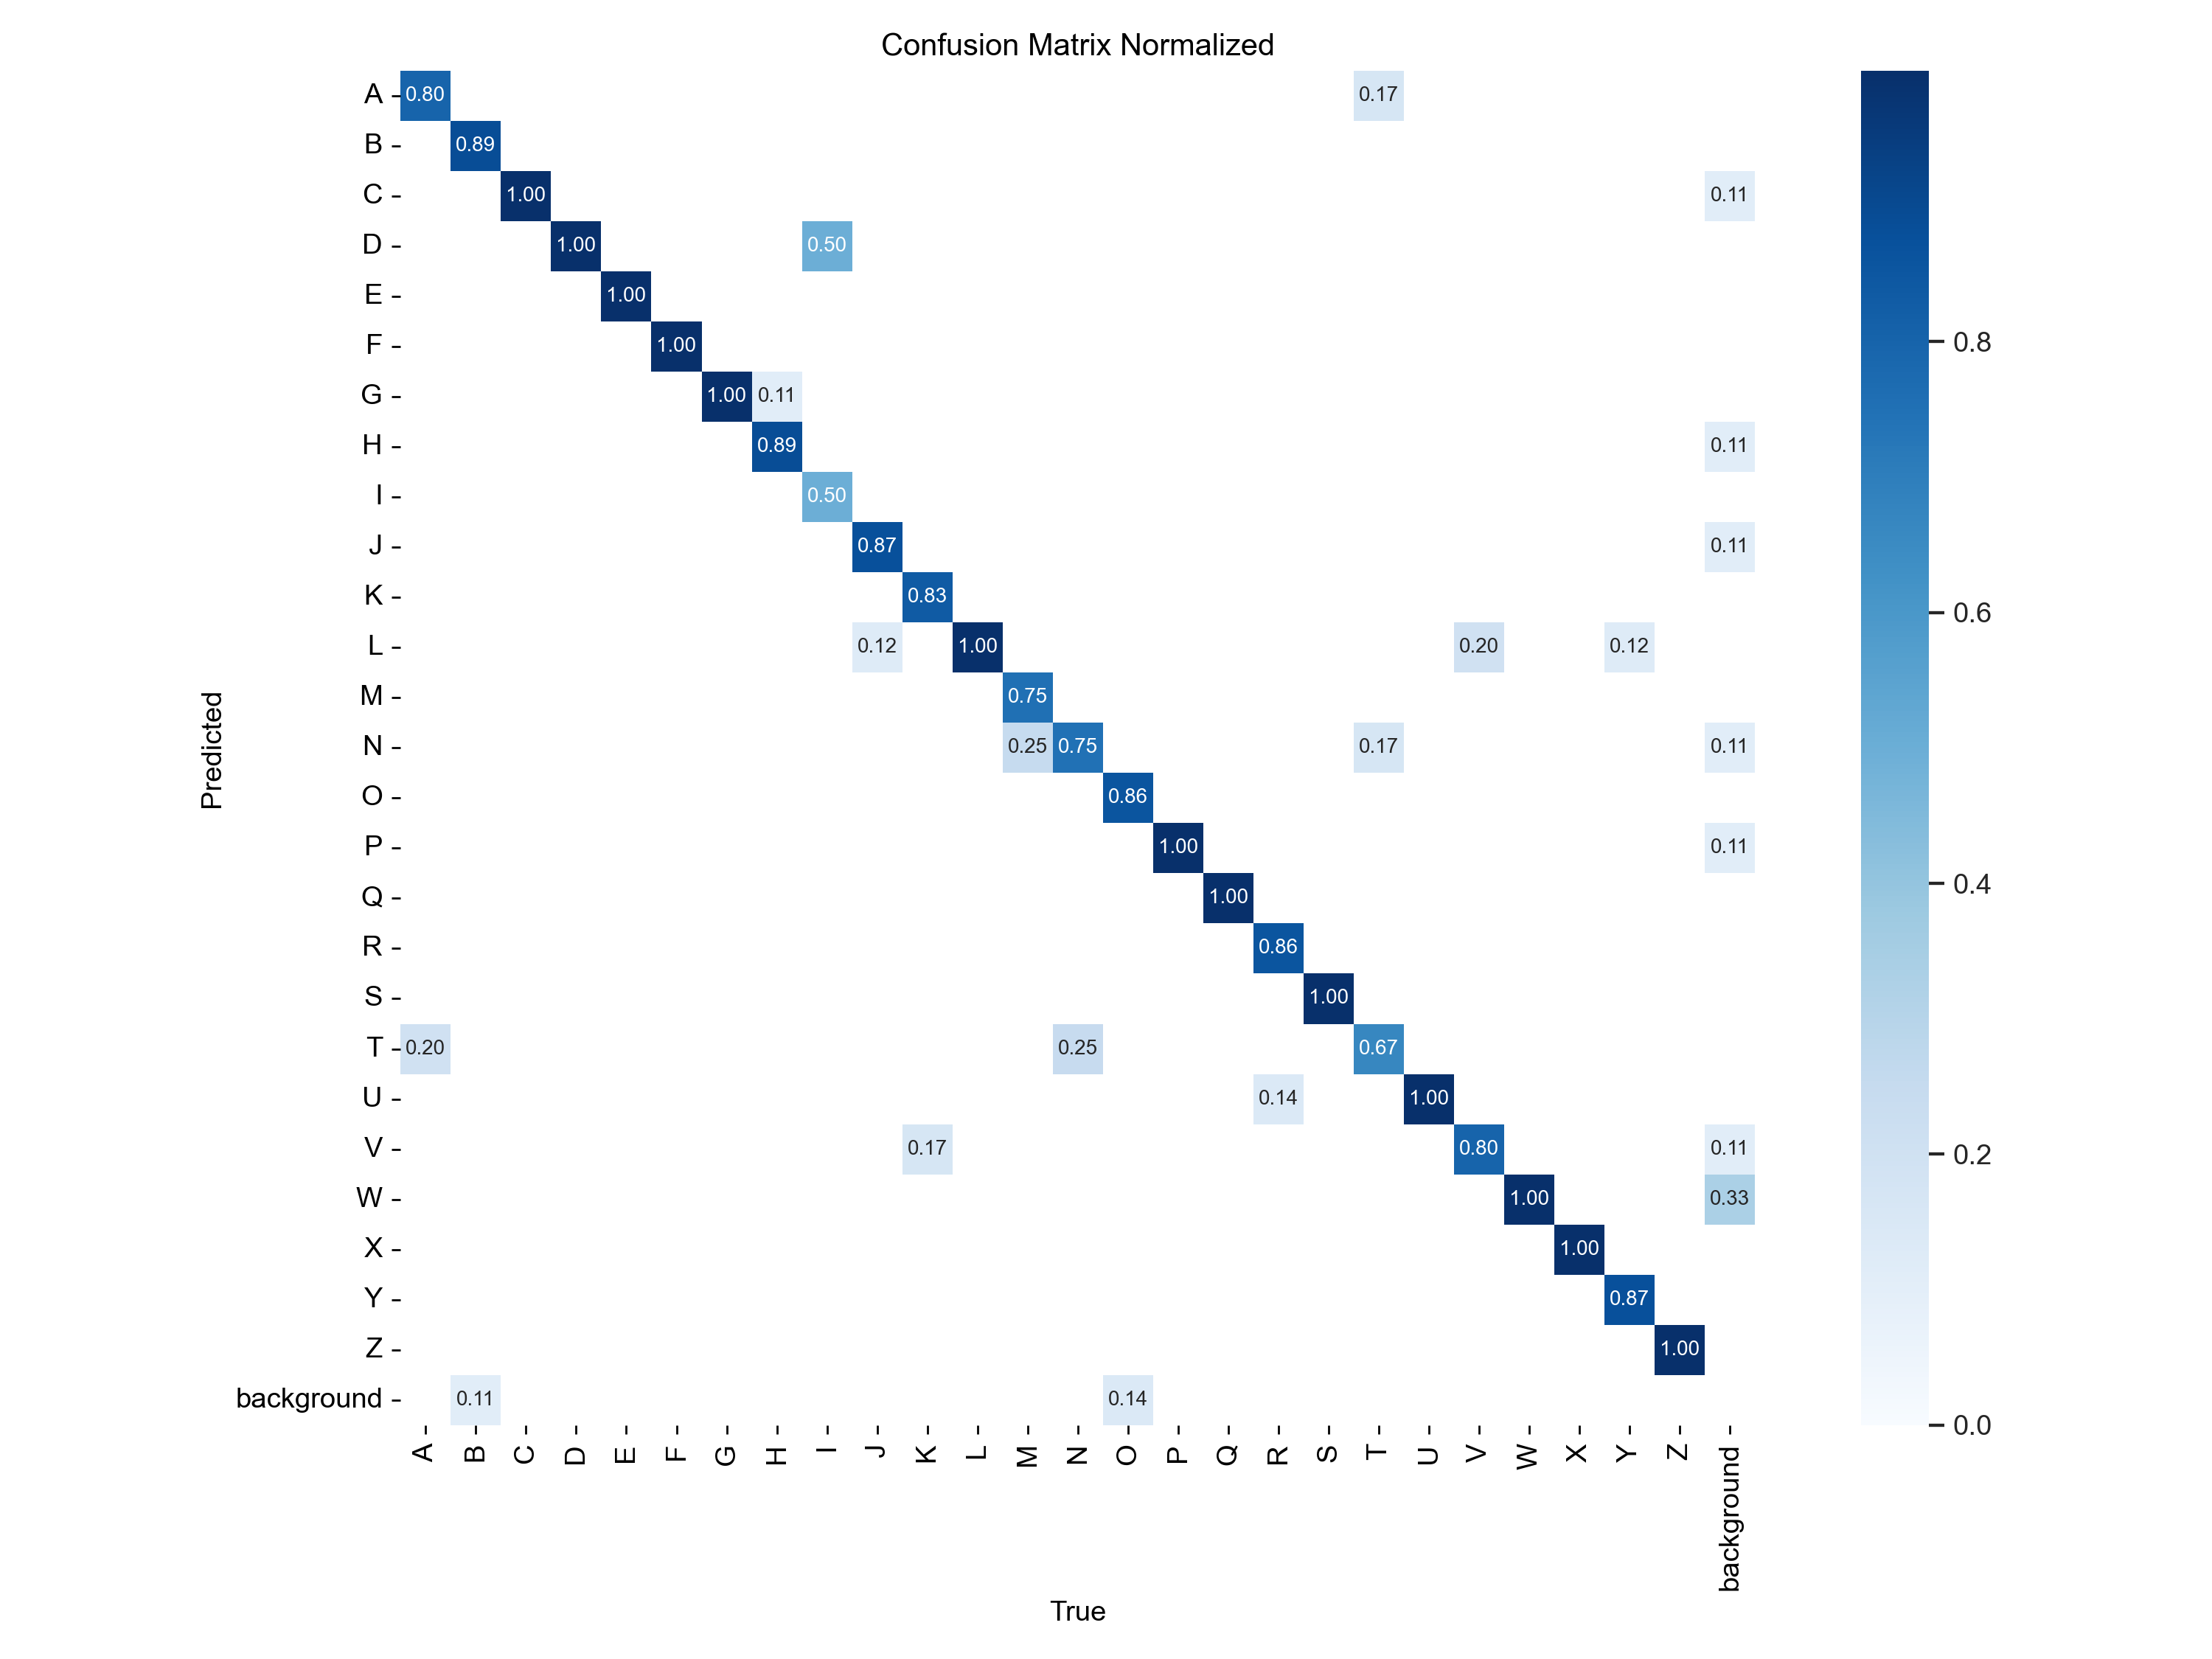 Confusion Matrix Normalized
A 0.80 0.17
B 0.89
C 1.00 0.11
D 1.00 0.50
E 1.00
F 1.00
G 1.00 0.11
H 0.89 0.11
I 0.50
J 0.87 0.11
K 0.83
L 0.12 1.00 0.20 0.12
M 0.75
N 0.25 0.75 0.17 0.11
O 0.86
P 1.00 0.11
Q 1.00
R 0.86
S 1.00
T 0.20 0.25 0.67
U 0.14 1.00
V 0.17 0.80 0.11
W 1.00 0.33
X 1.00
Y 0.87
Z 1.00
background 0.11 0.14
A B C D E F G H I J K L M N O P Q R S T U V W X Y Z background
True
Predicted
0.8
0.6
0.4
0.2
0.0